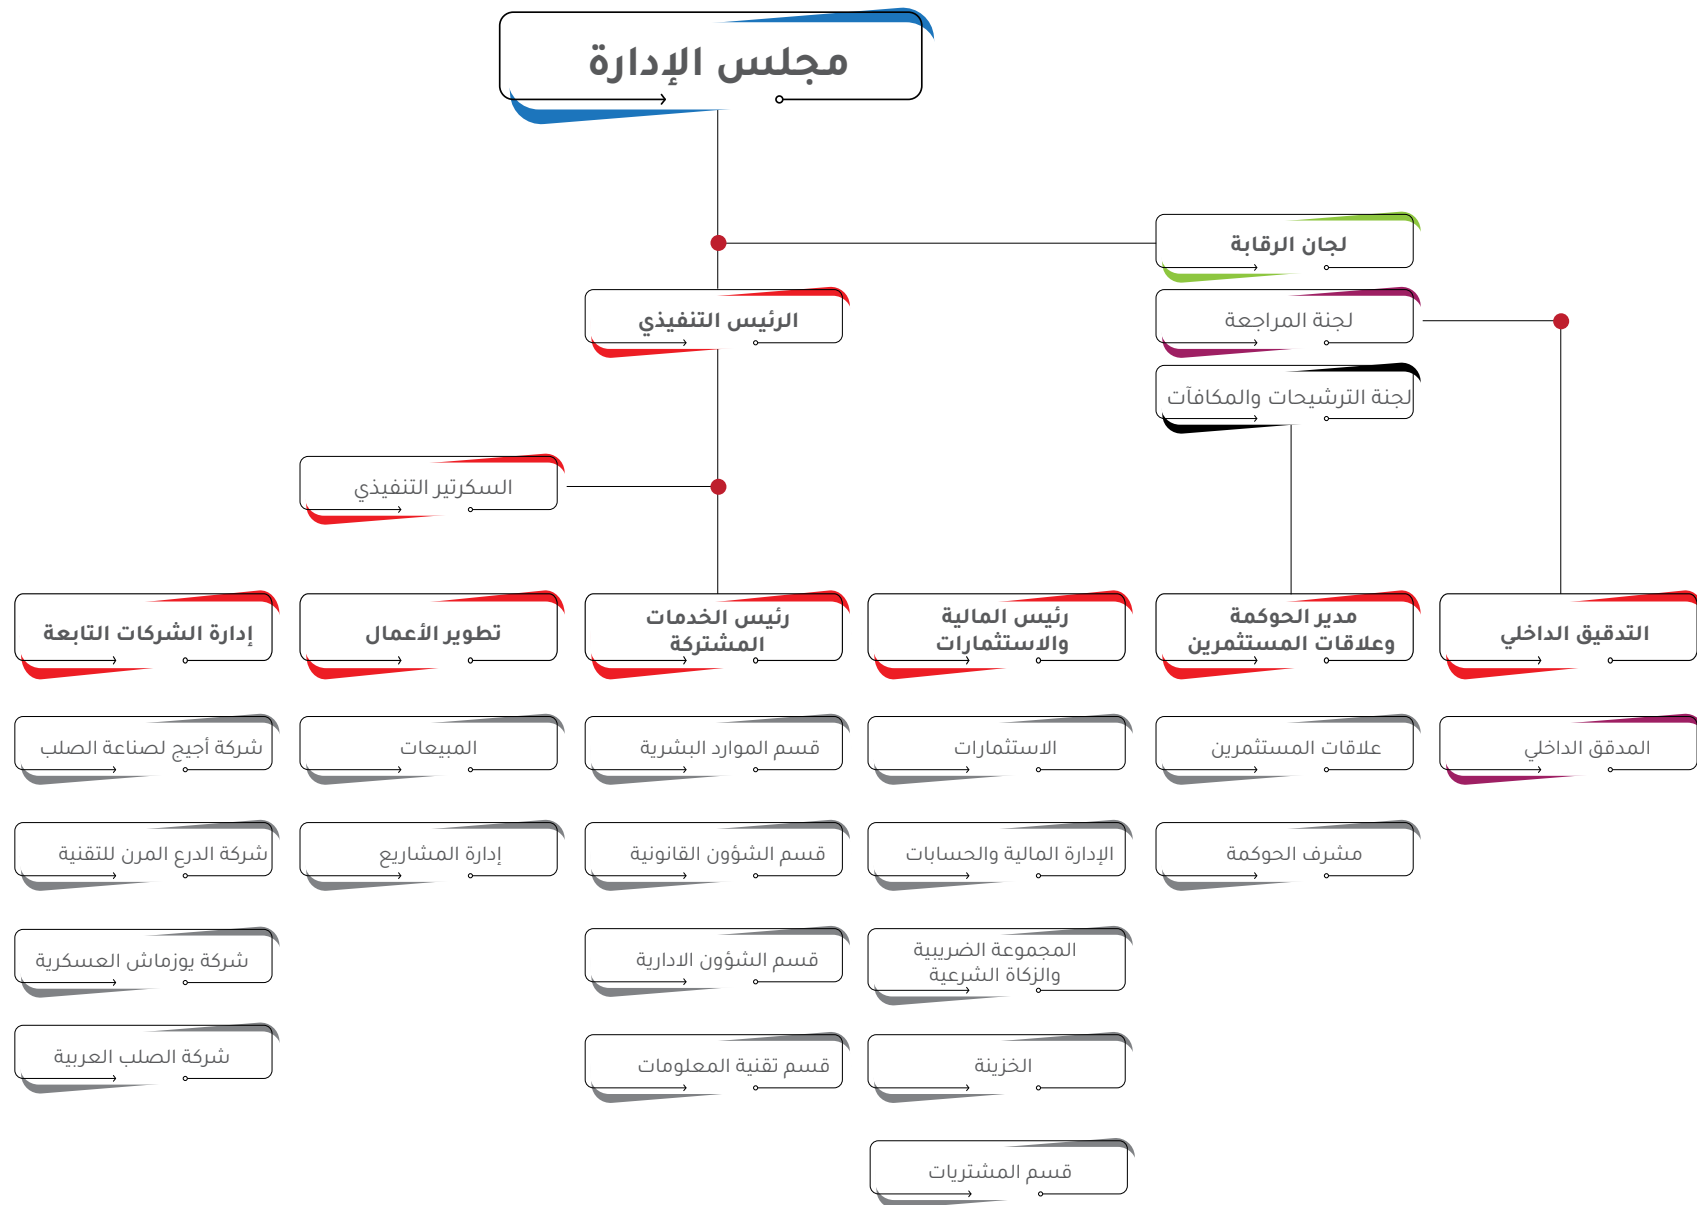 مجلس الإدارة
لجان الرقابة
الرئيس التنفيذي
لجنة المراجعة
لجنة الترشيحات والمكافآت
السكرتير التنفيذي
التدقيق الداخلي
مدير الحوكمة
وعلاقات المستثمرين
رئيس المالية
والاستثمارات
رئيس الخدمات
المشتركة
تطوير الأعمال
إدارة الشركات التابعة
المدقق الداخلي
علاقات المستثمرين
الاستثمارات
قسم الموارد البشرية
المبيعات
شركة أجيج لصناعة الصلب
مشرف الحوكمة
الإدارة المالية والحسابات
قسم الشؤون القانونية
إدارة المشاريع
شركة الدرع المرن للتقنية
المجموعة الضريبية
والزكاة الشرعية
قسم الشؤون الادارية
شركة يوزماش العسكرية
الخزينة
قسم تقنية المعلومات
شركة الصلب العربية
قسم المشتريات